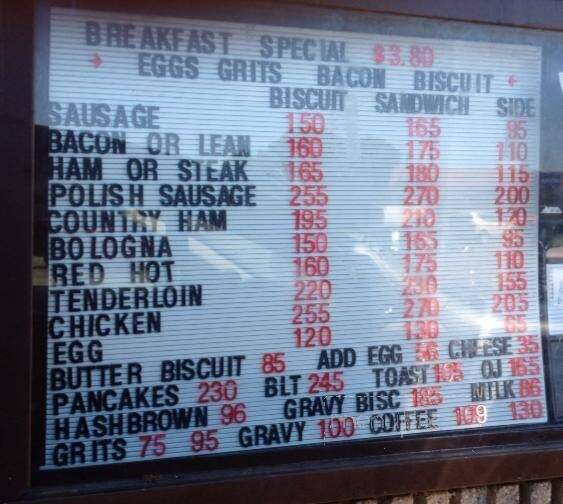 BREAKFAST SPECIAL $3.80
EGGS GRITS BACON BISCUIT
BISCUIT SANDWICH SIDE
SAUSAGE 150 165 95
BACON OR LEAN 160 175 110
HAM OR STEAK 165 180 115
POLISH SAUSAGE 255 270 200
COUNTRY HAM 195 210 120
BOLOGNA 150 165 95
RED HOT 160 175 110
TENDERLOIN 220 230 155
CHICKEN 255 270 205
EGG 120 130
BUTTER BISCUIT 85 ADD EGG CHEESE 35
PANCAKES 230 BLT 245 TOAST OJ 165
HASHBROWN 96 GRAVY BISC MILK 86
GRITS 75 95 GRAVY 100 COFFEE 109 130